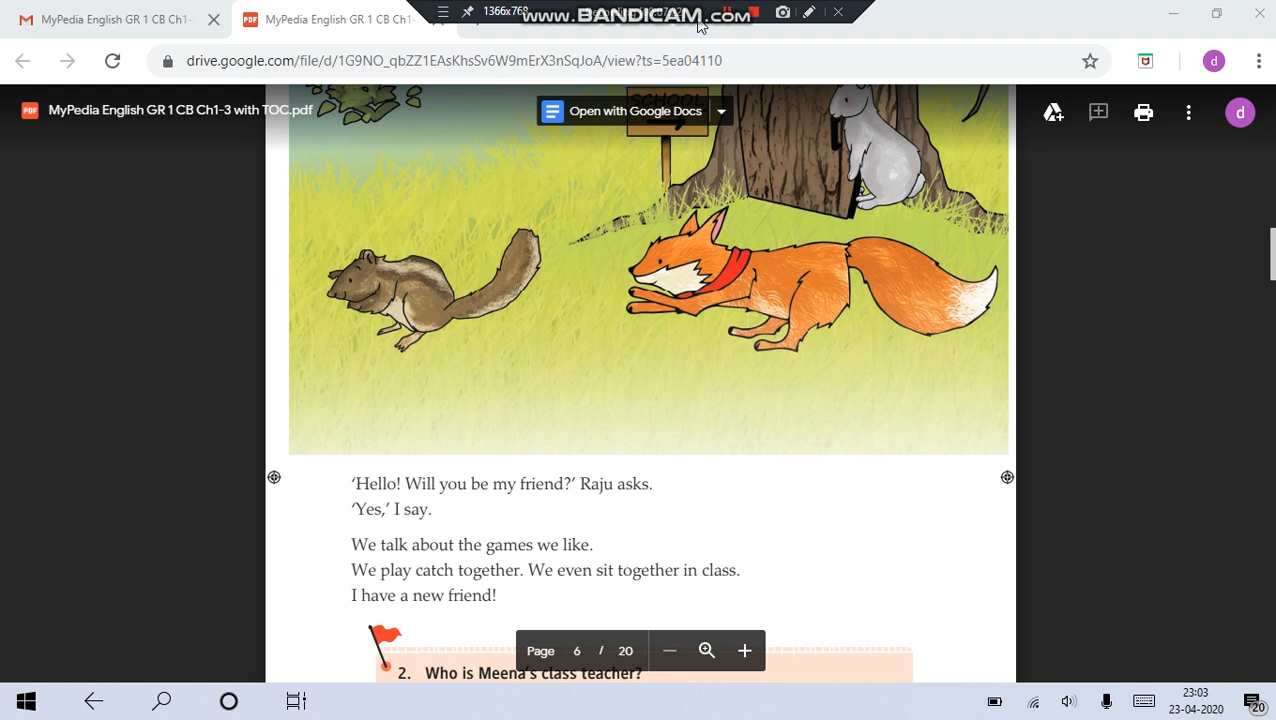 MyPedia English GR 1 CB Ch1-
MyPedia English GR 1 CB Ch1-
1366x768
www.BANDICAM.com
drive.google.com/file/d/1G9NO_qbZZ1EAsKhsSv6W9mErX3nSqJoA/view?ts=5ea04110
d
PDF
MyPedia English GR 1 CB Ch1-3 with TOC.pdf
Open with Google Docs
d
SCHOOL
‘Hello! Will you be my friend?’ Raju asks.
‘Yes,’ I say.
We talk about the games we like.
We play catch together. We even sit together in class.
I have a new friend!
Page 6 / 20
2. Who is Meena's class teacher?
23:03
23-04-2020
20